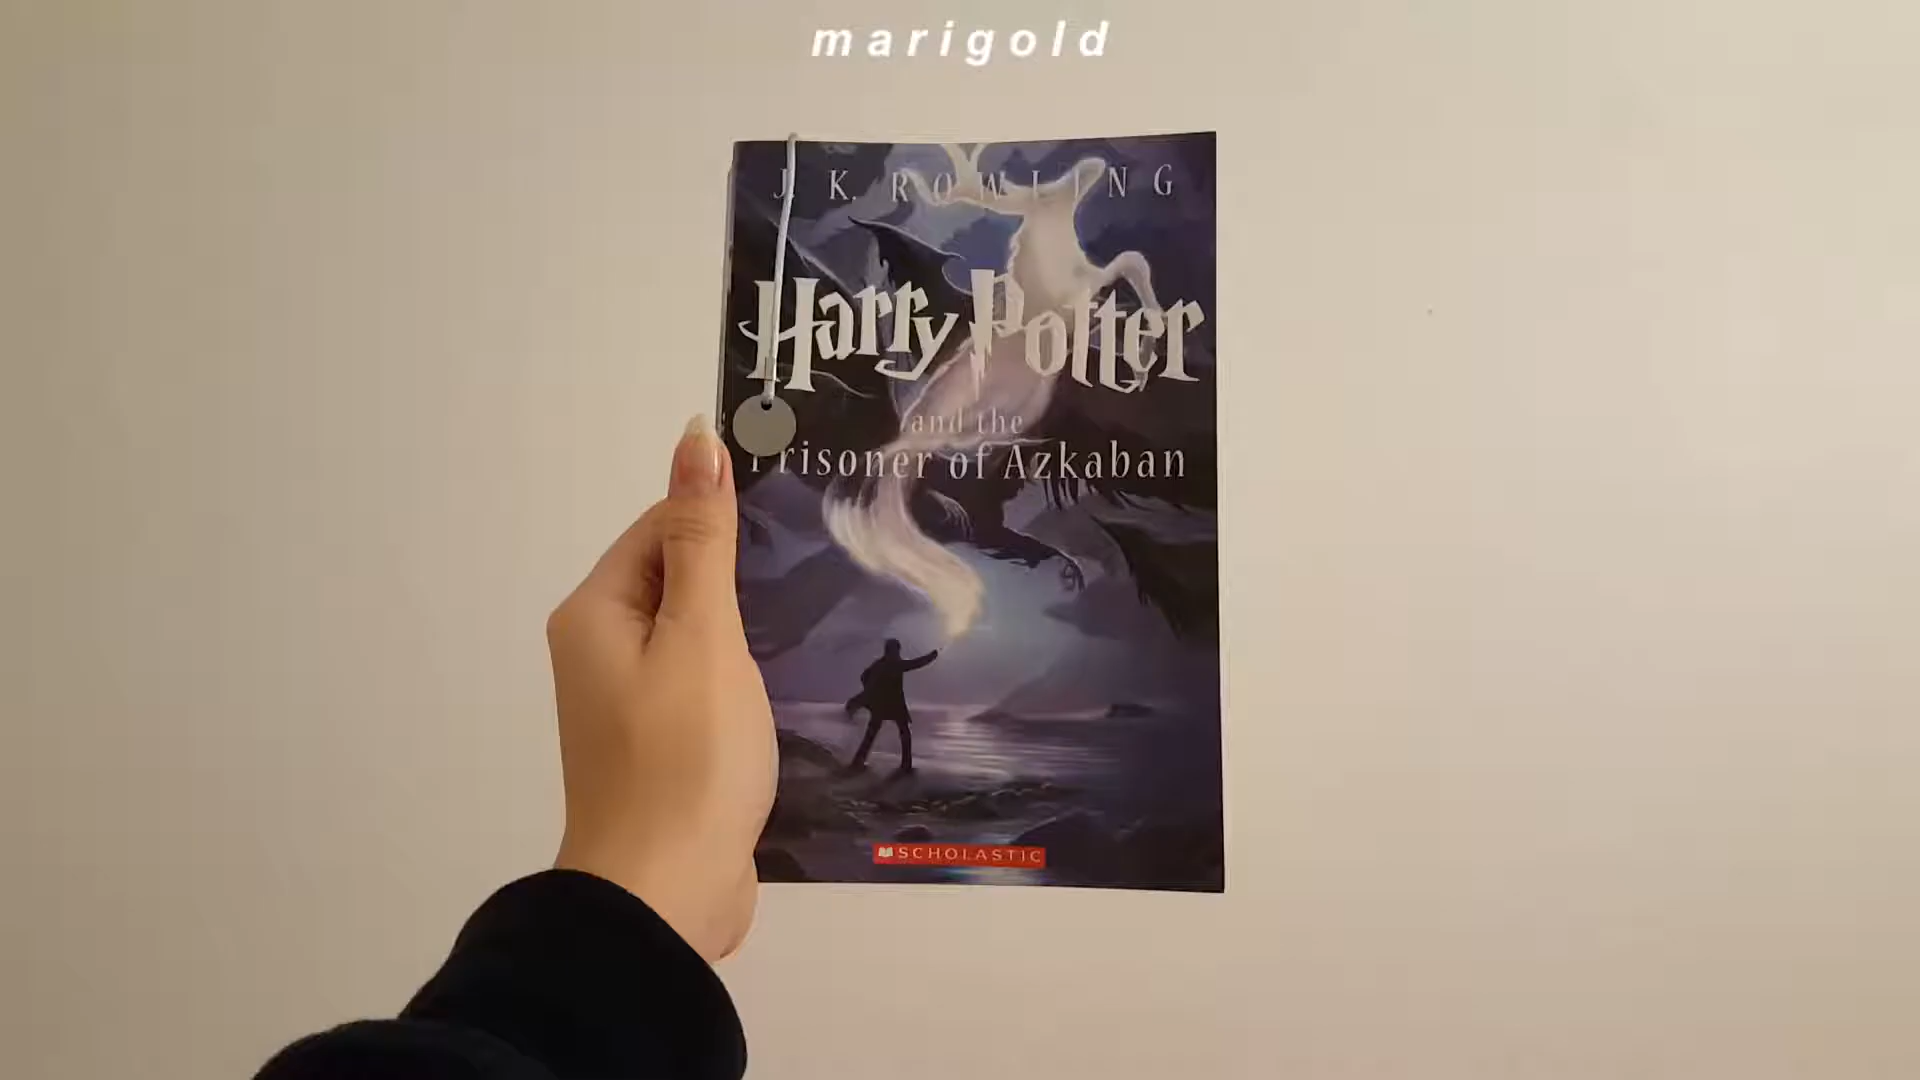 marigold
J. K. ROWLING
Harry Potter
and the
Prisoner of Azkaban
SCHOLASTIC